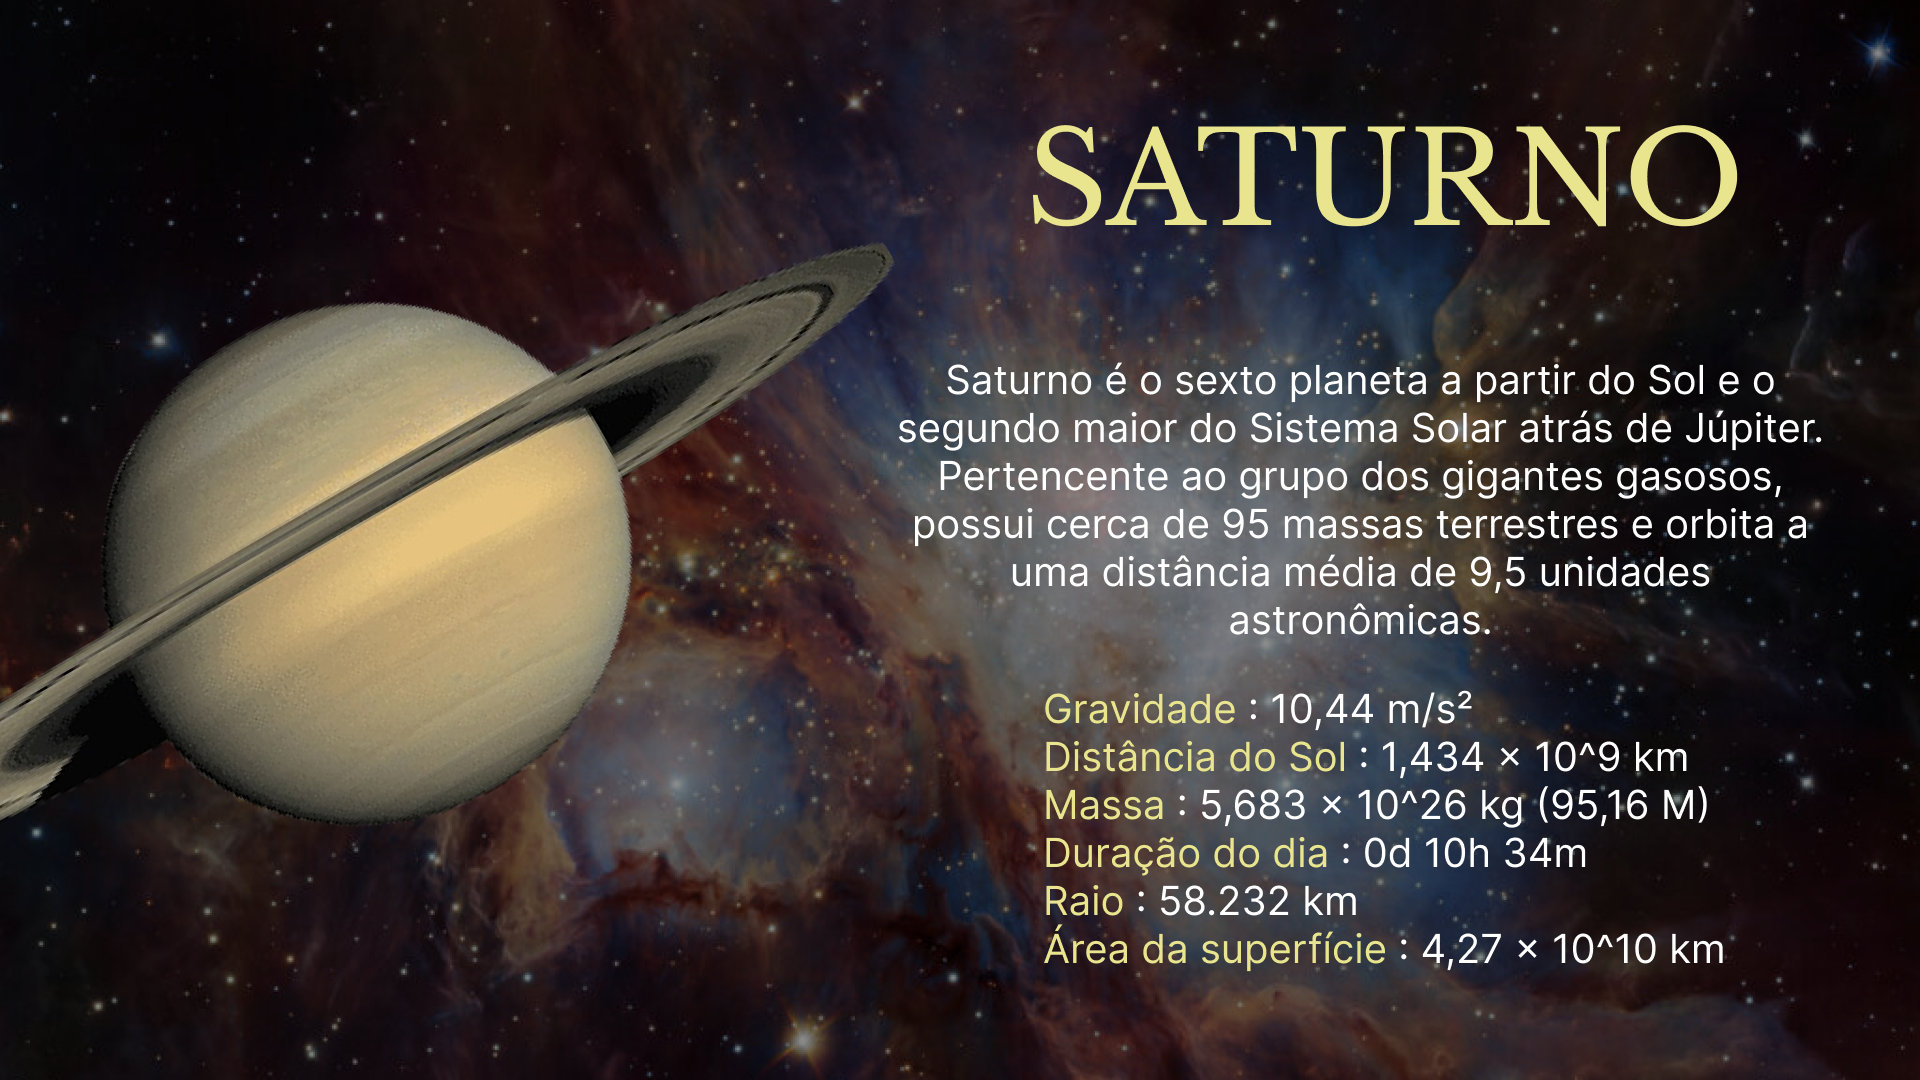 SATURNO
Saturno é o sexto planeta a partir do Sol e o
segundo maior do Sistema Solar atrás de Júpiter.
Pertencente ao grupo dos gigantes gasosos,
possui cerca de 95 massas terrestres e orbita a
uma distância média de 9,5 unidades
astronômicas.
Gravidade : 10,44 m/s²
Distância do Sol : 1,434 × 10^9 km
Massa : 5,683 × 10^26 kg (95,16 M)
Duração do dia : 0d 10h 34m
Raio : 58.232 km
Área da superfície : 4,27 × 10^10 km